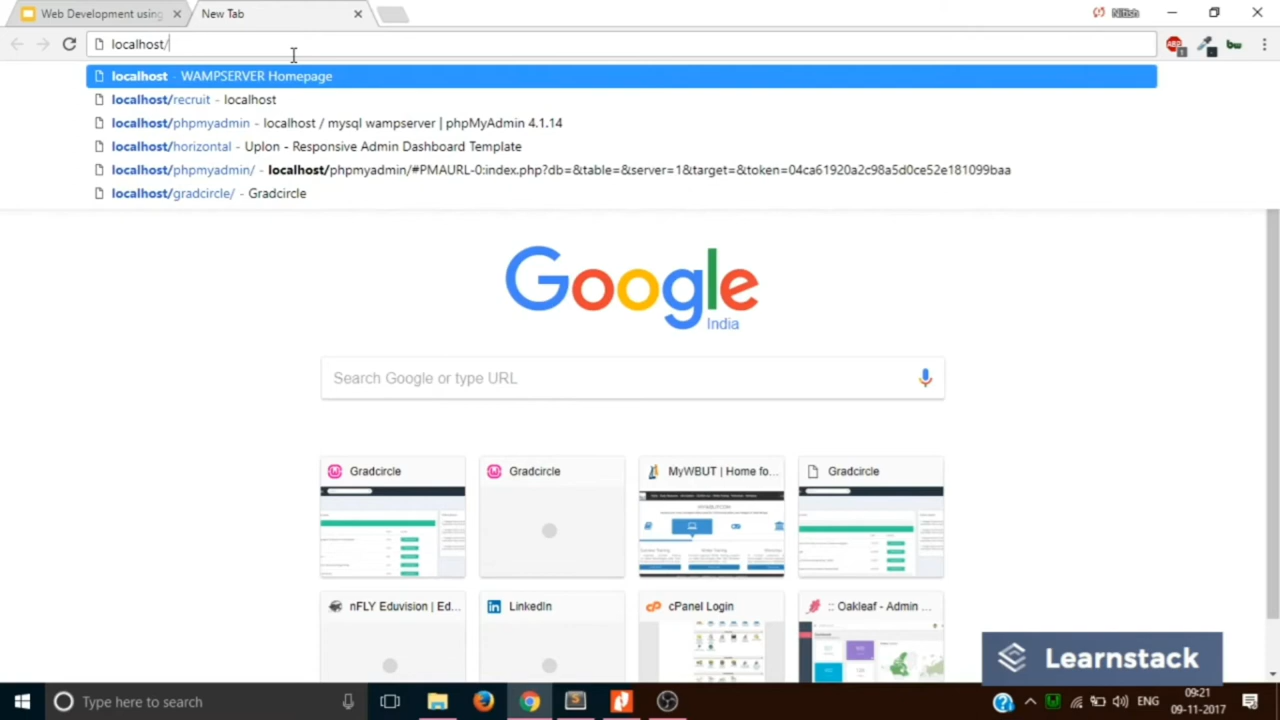 Web Development using
New Tab
Nitish
localhost/
localhost - WAMPSERVER Homepage
localhost/recruit - localhost
localhost/phpmyadmin - localhost / mysql wampserver | phpMyAdmin 4.1.14
localhost/horizontal - Uplon - Responsive Admin Dashboard Template
localhost/phpmyadmin/ - localhost/phpmyadmin/#PMAURL-0:index.php?db=&table=&server=1&target=&token=04ca61920a2c98a5d0ce52e181099baa
localhost/gradcircle/ - Gradcircle
Google
India
Search Google or type URL
Gradcircle
Gradcircle
MyWBUT | Home fo...
Gradcircle
nFLY Eduvision | Ed...
LinkedIn
cPanel Login
:: Oakleaf - Admin ...
Learnstack
Type here to search
ENG
09:21
09-11-2017